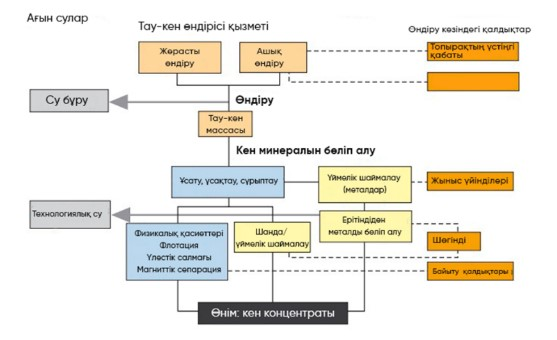 Ағын сулар
Тау-кен өндірісі қызметі
Өндіру кезіндегі қалдықтар
Жерасты
өндіру
Ашық
өндіру
Топырақтың үстіңгі
қабаты
Су бұру
Өндіру
Тау-кен
массасы
Кен минералын бөліп алу
Ұсату, ұсақтау, сұрыптау
Үймелік шаймалау
(металдар)
Жыныс үйінділері
Технологиялық су
Физикалық қасиеттері
Флотация
Үлестік салмағы
Магниттік сепарация
Шанда/
үймелік шаймалау
Ерітіндіден
металды бөліп алу
Шөгінді
Байыту қалдықтары
Өнім: кен концентраты